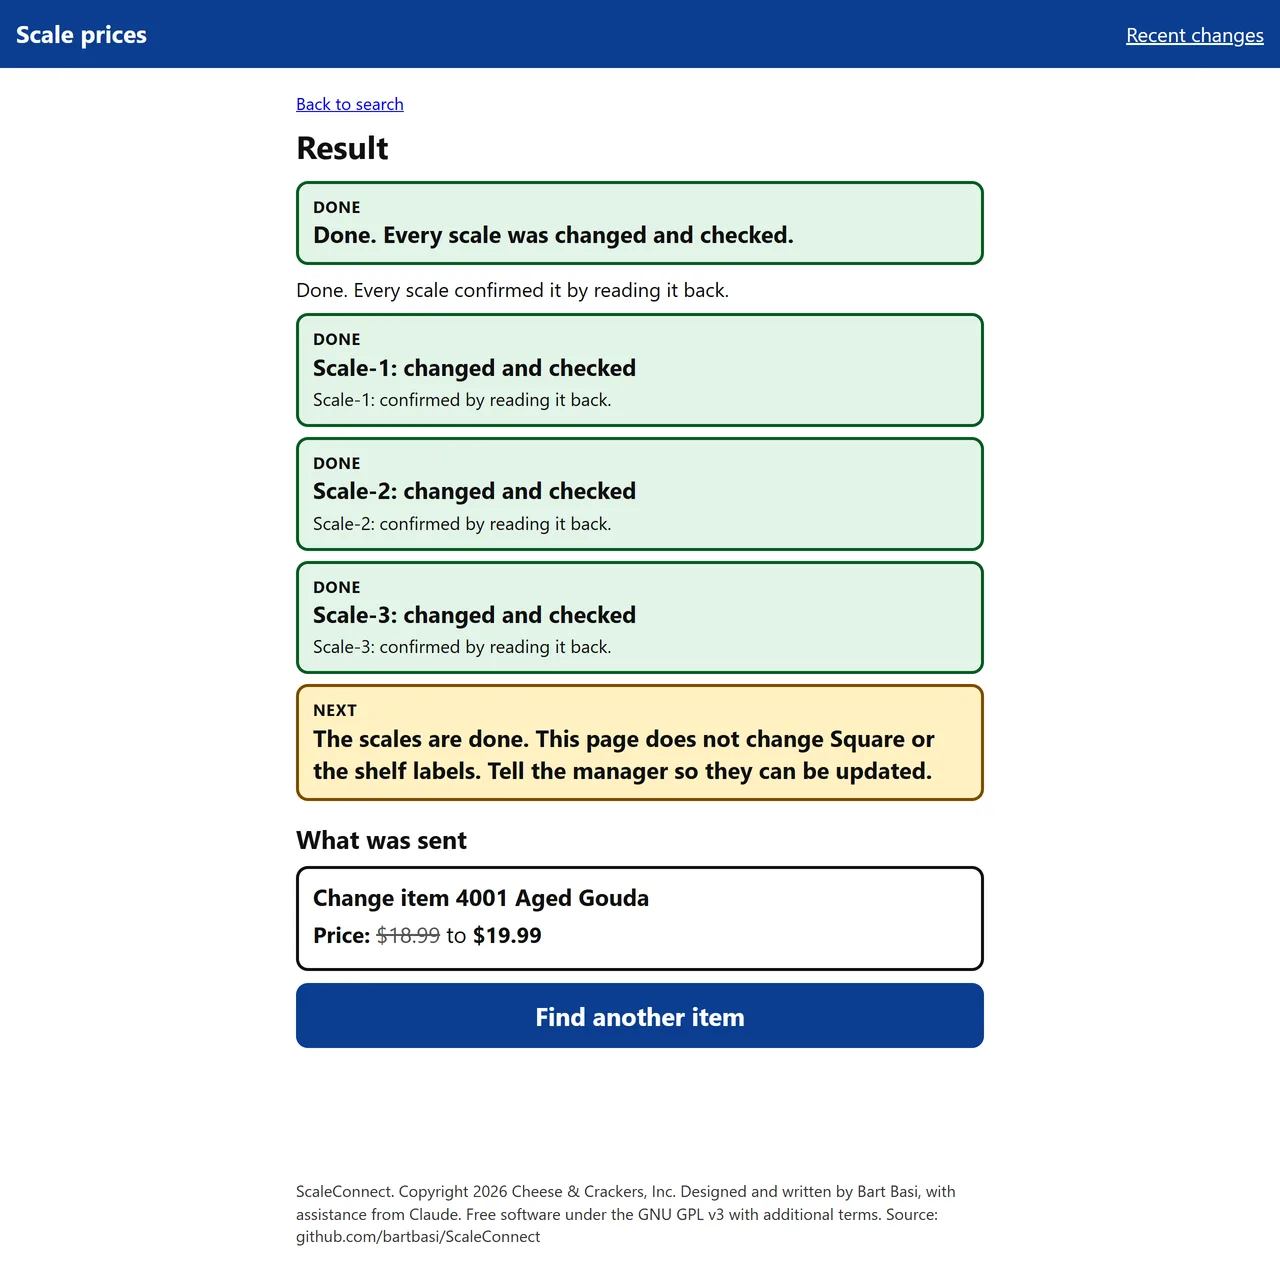 Scale prices
Recent changes
Back to search
Result
DONE
Done. Every scale was changed and checked.
Done. Every scale confirmed it by reading it back.
DONE
Scale-1: changed and checked
Scale-1: confirmed by reading it back.
DONE
Scale-2: changed and checked
Scale-2: confirmed by reading it back.
DONE
Scale-3: changed and checked
Scale-3: confirmed by reading it back.
NEXT
The scales are done. This page does not change Square or
the shelf labels. Tell the manager so they can be updated.
What was sent
Change item 4001 Aged Gouda
Price: $18.99 to $19.99
Find another item
ScaleConnect. Copyright 2026 Cheese & Crackers, Inc. Designed and written by Bart Basi, with
assistance from Claude. Free software under the GNU GPL v3 with additional terms. Source:
github.com/bartbasi/ScaleConnect